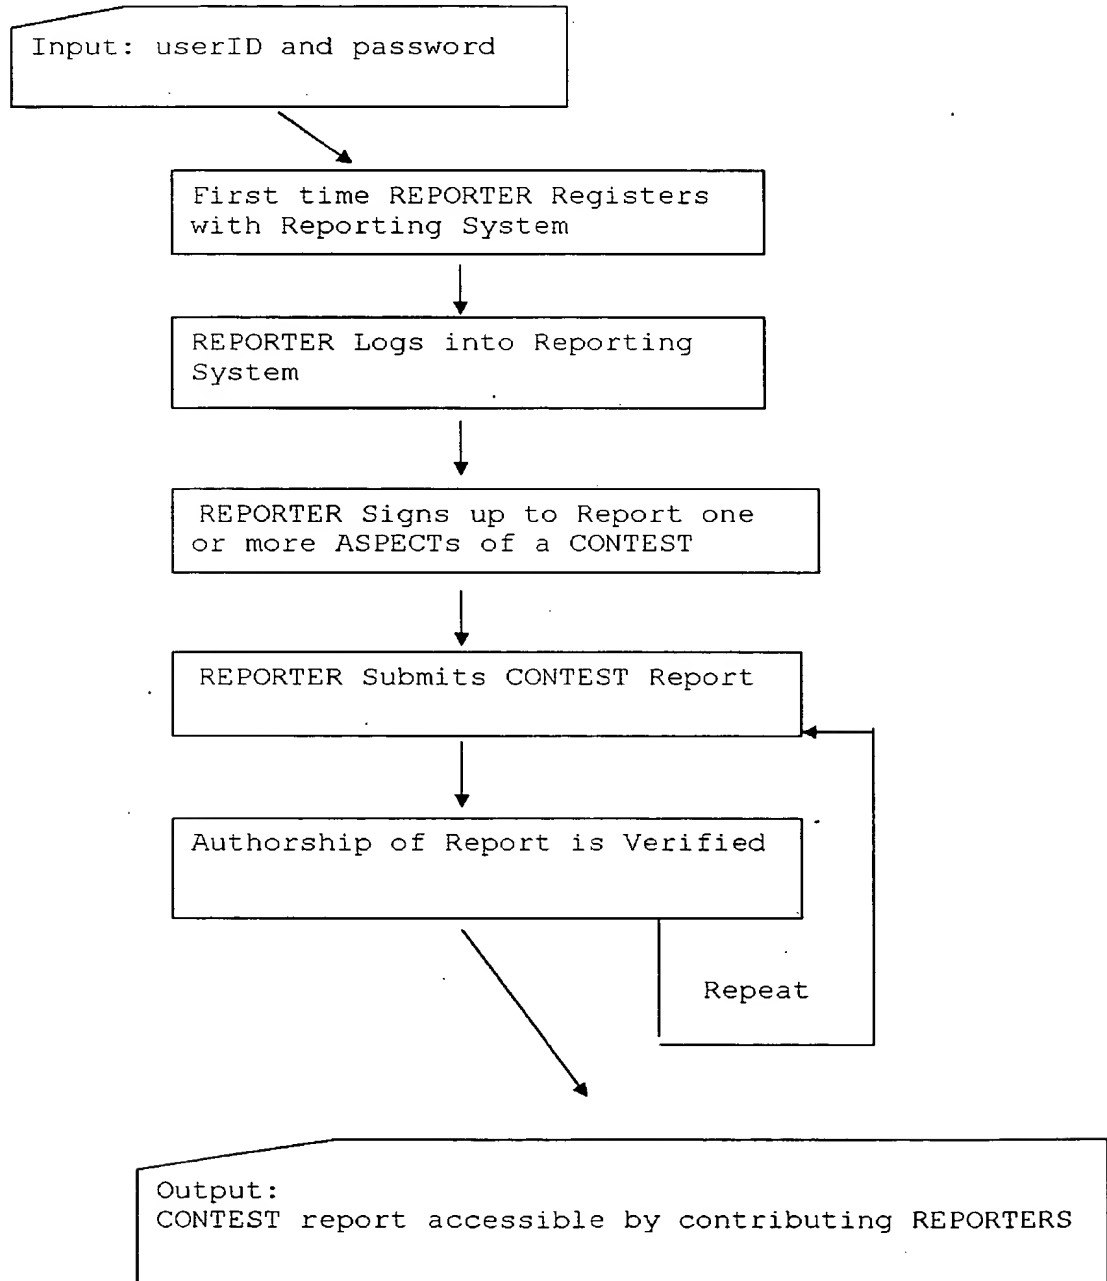 Input: userID and password
First time REPORTER Registers
with Reporting System
REPORTER Logs into Reporting
System
REPORTER Signs up to Report one
or more ASPECTs of a CONTEST
REPORTER Submits CONTEST Report
Authorship of Report is Verified
Repeat
Output:
CONTEST report accessible by contributing REPORTERS